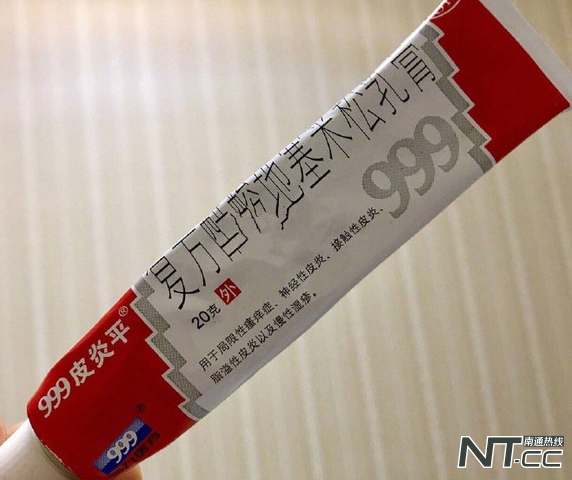 复方醋酸地塞米松乳膏
999
20克 外
用于局限性瘙痒症、神经性皮炎、接触性皮炎、
脂溢性皮炎以及慢性湿疹。
999皮炎平®
999®
NT-CC 南通热线